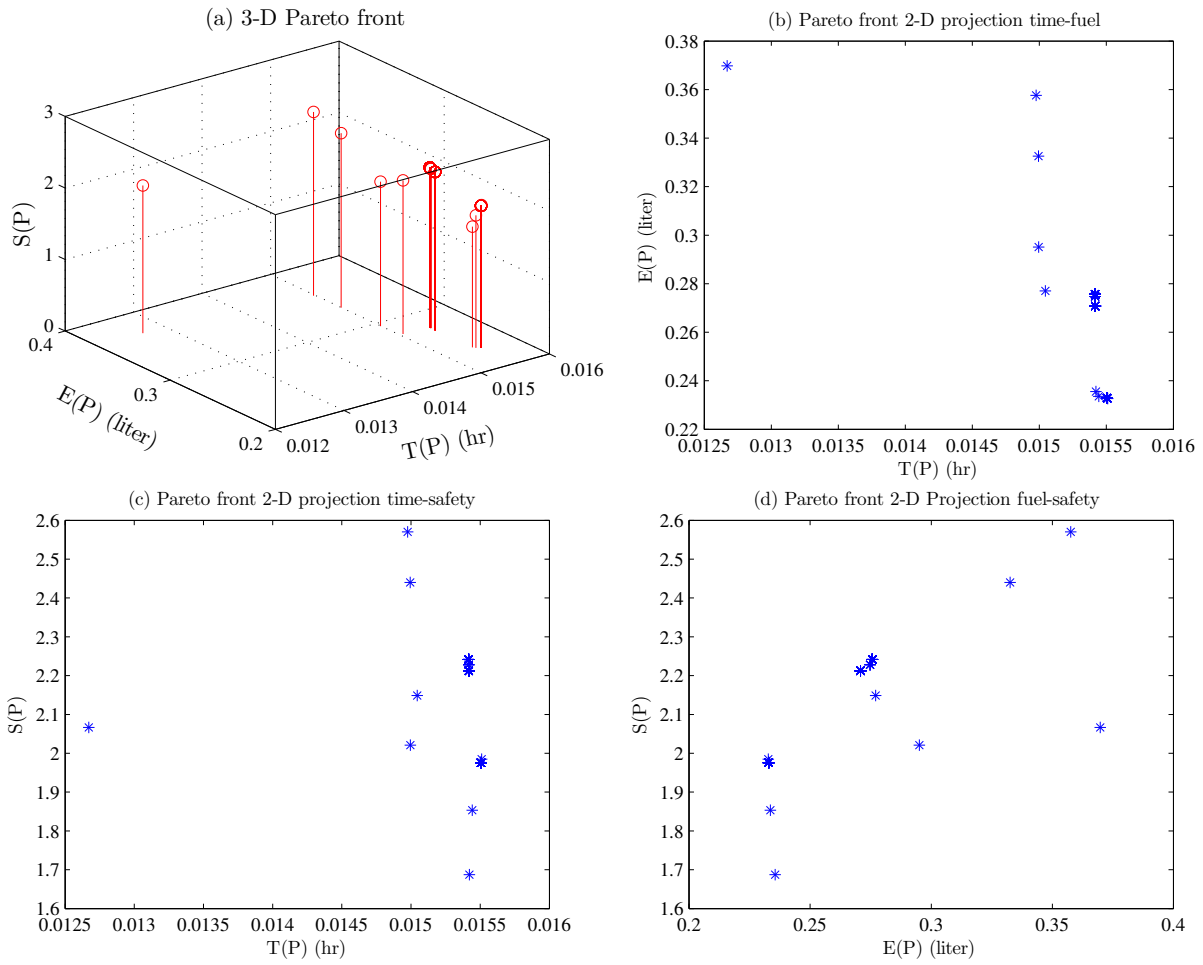 (a) 3-D Pareto front
3
2
1
0
S(P)
0.4
0.3
0.2
E(P) (liter)
0.012
0.013
0.014
0.015
0.016
T(P) (hr)
(b) Pareto front 2-D projection time-fuel
0.38
0.36
0.34
0.32
0.3
0.28
0.26
0.24
0.22
E(P) (liter)
0.0125 0.013 0.0135 0.014 0.0145 0.015 0.0155 0.016
T(P) (hr)
(c) Pareto front 2-D projection time-safety
2.6
2.5
2.4
2.3
2.2
2.1
2
1.9
1.8
1.7
1.6
S(P)
0.0125 0.013 0.0135 0.014 0.0145 0.015 0.0155 0.016
T(P) (hr)
(d) Pareto front 2-D Projection fuel-safety
2.6
2.5
2.4
2.3
2.2
2.1
2
1.9
1.8
1.7
1.6
S(P)
0.2 0.25 0.3 0.35 0.4
E(P) (liter)